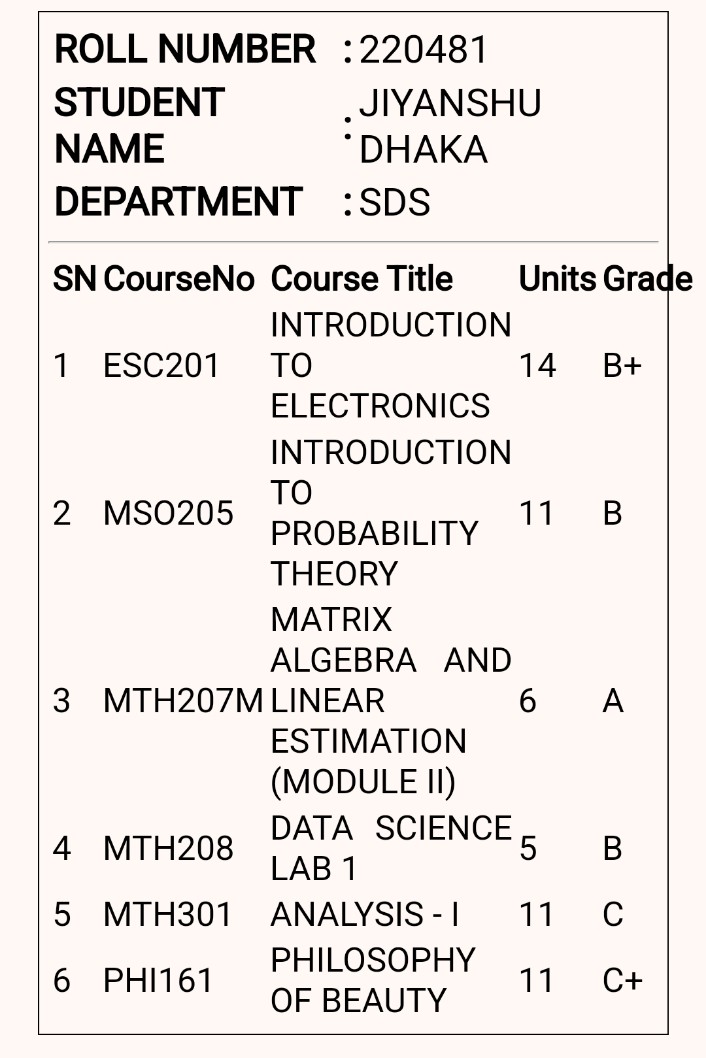 ROLL NUMBER : 220481
STUDENT NAME : JIYANSHU DHAKA
DEPARTMENT : SDS
SN CourseNo Course Title Units Grade
1 ESC201 INTRODUCTION TO ELECTRONICS 14 B+
2 MSO205 INTRODUCTION TO PROBABILITY THEORY 11 B
3 MTH207M MATRIX ALGEBRA AND LINEAR ESTIMATION (MODULE II) 6 A
4 MTH208 DATA SCIENCE LAB 1 5 B
5 MTH301 ANALYSIS - I 11 C
6 PHI161 PHILOSOPHY OF BEAUTY 11 C+